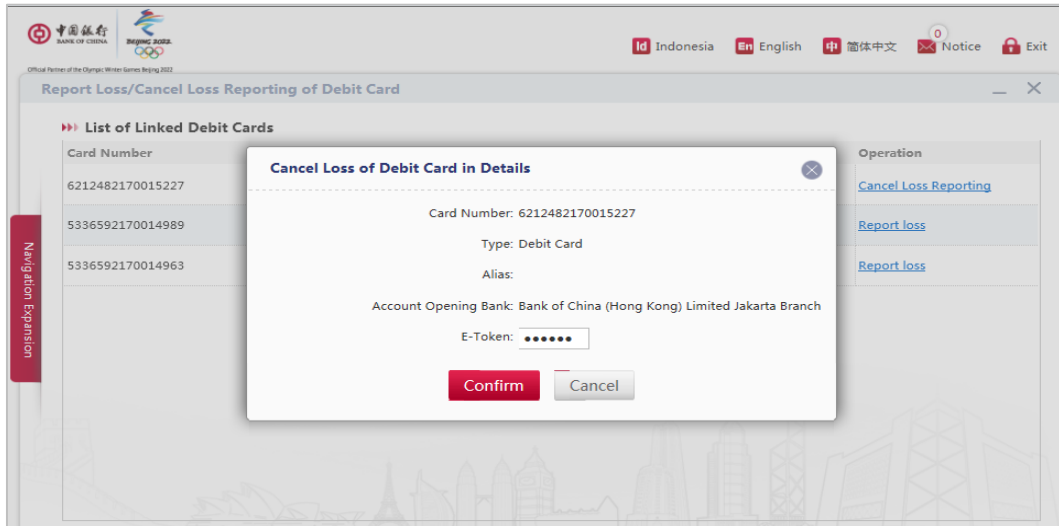 中国银行
BANK OF CHINA
BEIJING 2022
Official Partner of the Olympic Winter Games Beijing 2022
Id Indonesia En English 中 简体中文 0 Notice Exit
Report Loss/Cancel Loss Reporting of Debit Card
List of Linked Debit Cards
Card Number Operation
6212482170015227 Cancel Loss Reporting
5336592170014989 Report loss
5336592170014963 Report loss
Navigation Expansion
Cancel Loss of Debit Card in Details
Card Number: 6212482170015227
Type: Debit Card
Alias:
Account Opening Bank: Bank of China (Hong Kong) Limited Jakarta Branch
E-Token: ●●●●●●
Confirm Cancel